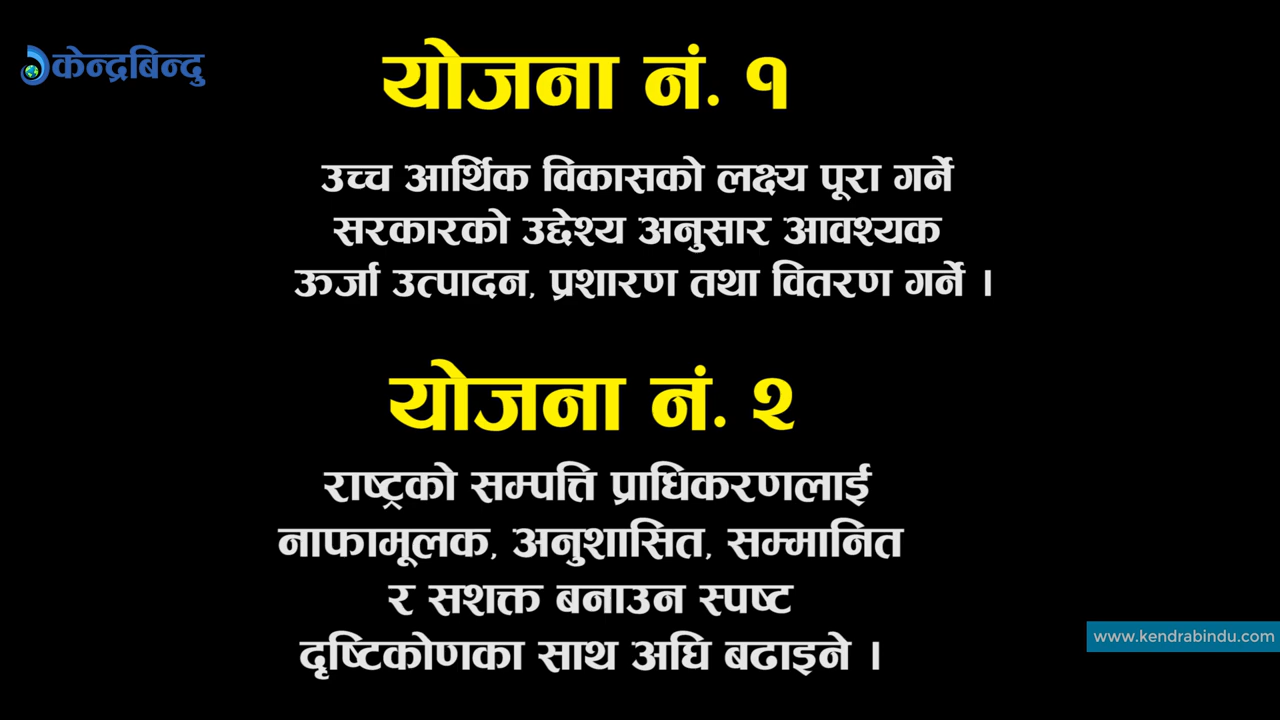 केन्द्रबिन्दु
योजना नं. १
उच्च आर्थिक विकासको लक्ष्य पूरा गर्ने
सरकारको उद्देश्य अनुसार आवश्यक
ऊर्जा उत्पादन, प्रशारण तथा वितरण गर्ने ।
योजना नं. २
राष्ट्रको सम्पत्ति प्राधिकरणलाई
नाफामूलक, अनुशासित, सम्मानित
र सशक्त बनाउन स्पष्ट
दृष्टिकोणका साथ अघि बढाइने ।
www.kendrabindu.com